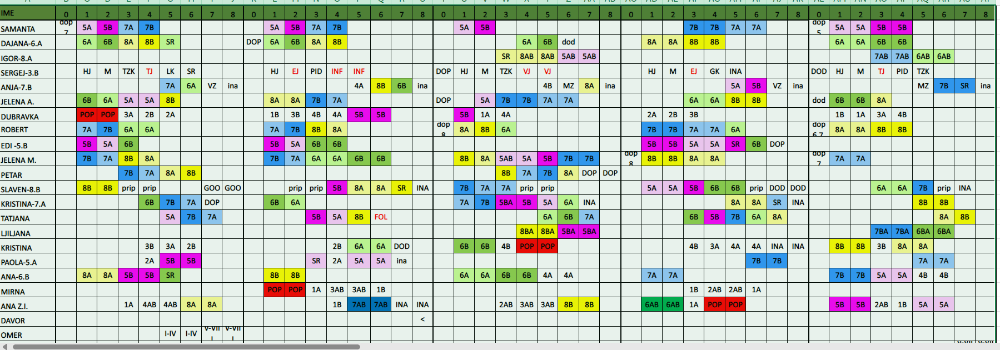 IME 0 1 2 3 4 5 6 7 8 0 1 2 3 4 5 6 7 8 0 1 2 3 4 5 6 7 8 0 1 2 3 4 5 6 7 8 0 1 2 3 4 5 6 7 8
SAMANTA dop 7 5A 5B 7A 7B 5A 5B 7A 7B 5A 5B 7B 7B 7A 7A dop 5 5A 5A 5B 5B
DAJANA-6.A 6A 6B 8A 8B SR DOP 6A 6B 8A 8B 6A 6B dod 8A 8A 8B 8B 6A 6A 6B 6B
IGOR-8.A SR 8AB 8AB 5AB 5AB 7AB 7AB 6AB 6AB
SERGEJ-3.B HJ M TZK TJ LK SR HJ EJ PID INF INF DOP HJ M TZK VJ VJ HJ M EJ GK INA DOD HJ M TJ PID TZK
ANJA-7.B 7A 6A VZ ina 4A 8B 6B ina 4B MZ 8A ina 5A 5B VZ ina MZ 7B SR ina
JELENA A. 6B 6A 5A 5A 8B 8A 8A 7B 7A DOP 5A 7B 7B 7A 7A 6A 6A 8B 8B dod 6B 6B 8A
DUBRAVKA POP POP 3A 2B 2A 1B 3B 4B 4A 5B 5B 5B 1A 4A 2A 2B 3B 1B 1A 3A 4B
ROBERT 7A 7B 6A 6A 7A 7B 8B 8A dop 8 8A 8B 6A 7B 7B 7A 7A 6A dop 6,7 8A 8A 8B 8B
EDI -5.B 5B 5A 6B 5B 5A 6B 6B 5B 5B 5A 5A SR 6B DOP
JELENA M. 7B 7A 8B 8A 7B 7A 6A 6A 6B 6B 8B 8A 5AB 5A 5B 7B 7B dop 8 8B 8B 8A 8A dop 7 7A 7A
PETAR 7B 7A 8A 8B 8B 7A 7B 8A DOP DOP
SLAVEN-8.B 8B 8B prip prip GOO GOO prip prip 5B 8A 8A SR INA 7B 7A 7A prip prip 5A 5A 5B 6B 6B prip DOD DOD 6A 6A 7B prip INA
KRISTINA-7.A 6B 7B 7A DOP 6B 6A 7A 7B 5BA 5B 5A 6A INA 8A 8A SR INA 8B 8B
TATJANA 5A 7B 7A 5B 5A 8B FOL 6A 6B 7A 6B 5B 7B 6A 8A 8A 8B
LJILJANA 8BA 8BA 5BA 5BA 7BA 7BA 6BA 6BA
KRISTINA 3B 3A 2B 2B 6A 6A DOD 6B 6B 4B POP POP 4B 3A 4A 4A INA INA 8B 8B 3B 8A 8A
PAOLA-5.A 2A 5B 5B SR 2A 5A 5A ina 7B 7B 7A 7A
ANA-6.B 8A 8A 5B 5B SR 8B 8B 6A 6A 6B 6B 4A 4A 7A 7A 7B 7B 5A 5A 4B 4B
MIRNA POP POP 1A 3AB 3AB 1B 1B 2AB 2AB 1A
ANA Z.I. 1A 4AB 4AB 8A 8A 1B 7AB 7AB INA INA 2AB 3AB 3AB 8B 8B 6AB 6AB 1A POP POP 5B 5B 2AB 1B 5A 5A
DAVOR <
OMER I-IV I-IV V-VII I V-VII I